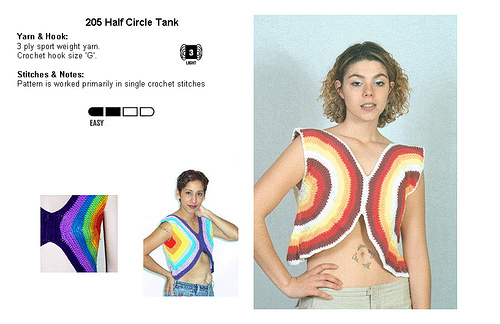 205 Half Circle Tank
Yarn & Hook:
3 ply sport weight yarn.
Crochet hook size "G".
3
LIGHT
Stitches & Notes:
Pattern is worked primarily in single crochet stitches
EASY